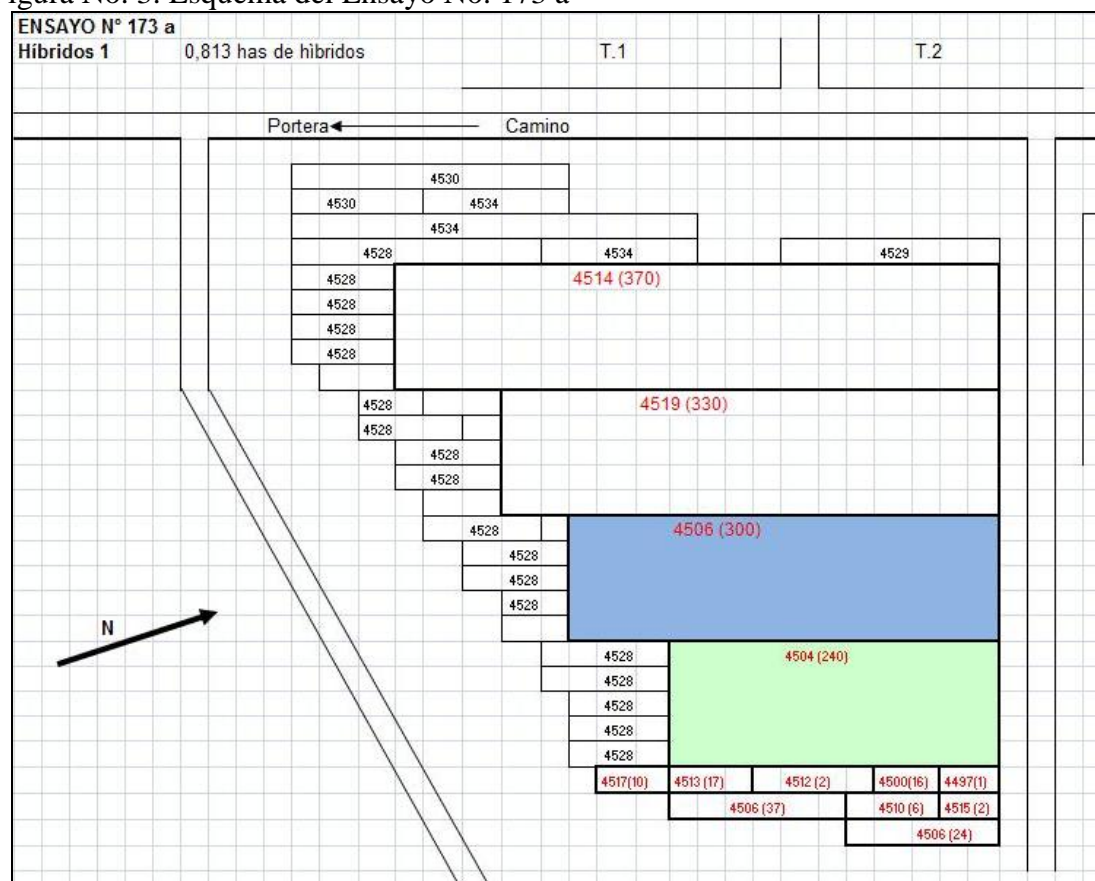 igura No. 3. Esquema del Ensayo No. 173 a
ENSAYO N° 173 a
Híbridos 1 0,813 has de hìbridos T.1 T.2
Portera Camino
4530
4530 4534
4534
4528 4534 4529
4528 4514 (370)
4528
4528
4528
4528 4519 (330)
4528
4528
4528
4528 4506 (300)
4528
4528
4528
N
4528 4504 (240)
4528
4528
4528
4528
4517(10) 4513 (17) 4512 (2) 4500(16) 4497(1)
4506 (37) 4510 (6) 4515 (2)
4506 (24)